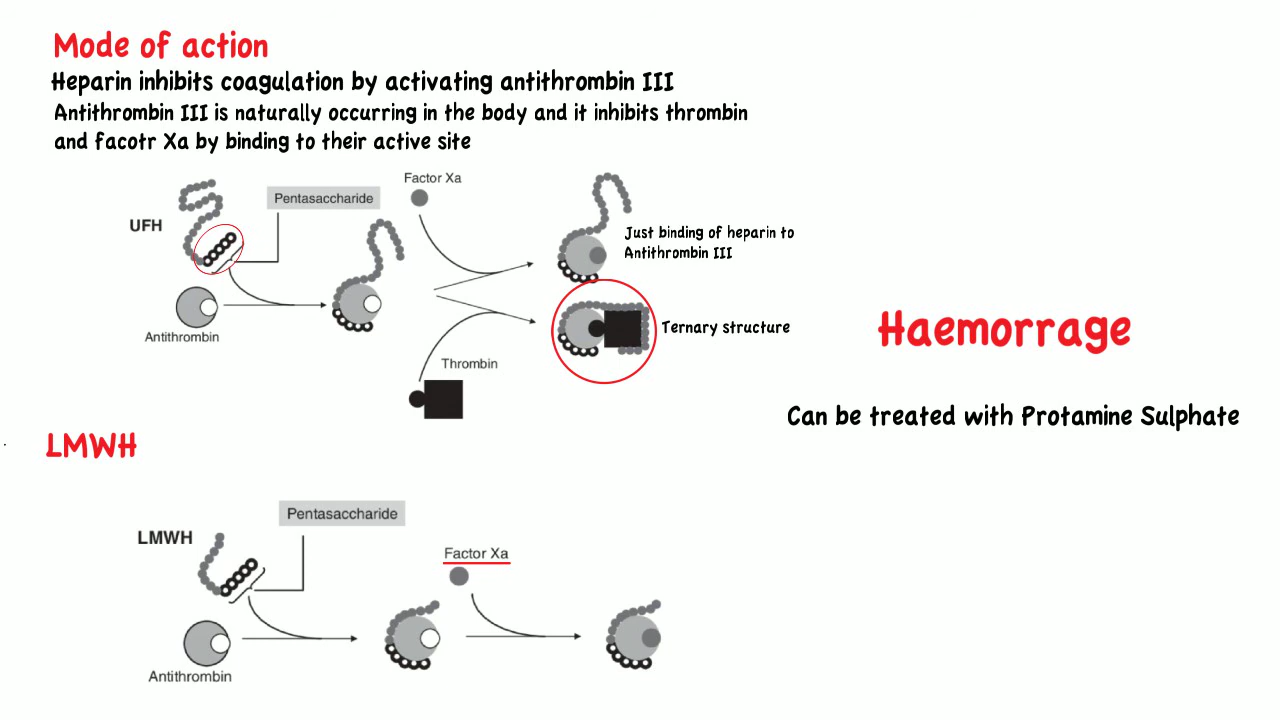 Mode of action
Heparin inhibits coagulation by activating antithrombin III
Antithrombin III is naturally occurring in the body and it inhibits thrombin
and facotr Xa by binding to their active site
Factor Xa
Pentasaccharide
UFH
Just binding of heparin to
Antithrombin III
Antithrombin
Ternary structure
Haemorrage
Thrombin
Can be treated with Protamine Sulphate
LMWH
Pentasaccharide
LMWH
Factor Xa
Antithrombin